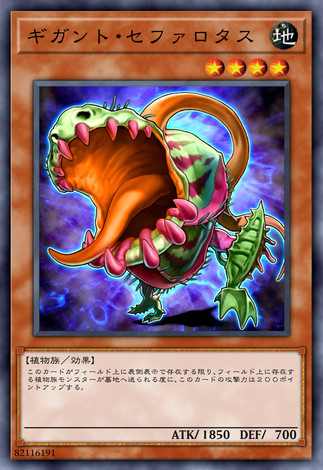 ギガント・セファロタス
地
【植物族／効果】
このカードがフィールド上に表側表示で存在する限り、フィールド上に存在
する植物族モンスターが墓地へ送られる度に、このカードの攻撃力は２００ポイ
ントアップする。
ATK/ 1850 DEF/ 700
82116191